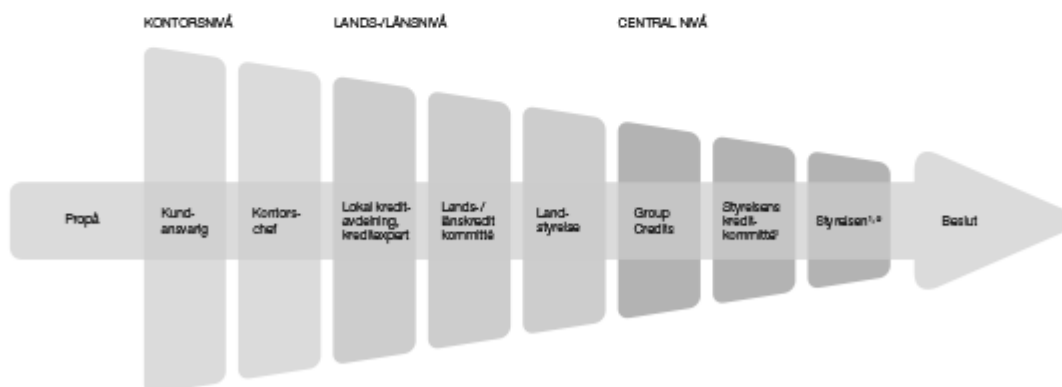 KONTORSNIVÅ
LANDS-/LÄNSNIVÅ
CENTRAL NIVÅ
Propå
Kund-
ansvarig
Kontors-
chef
Lokal kredit-
avdelning,
kreditexpert
Lands-/
länskredit
kommitté
Land-
styrelse
Group
Credits
Styrelsens
kredit-
kommitté
Styrelsen
Beslut